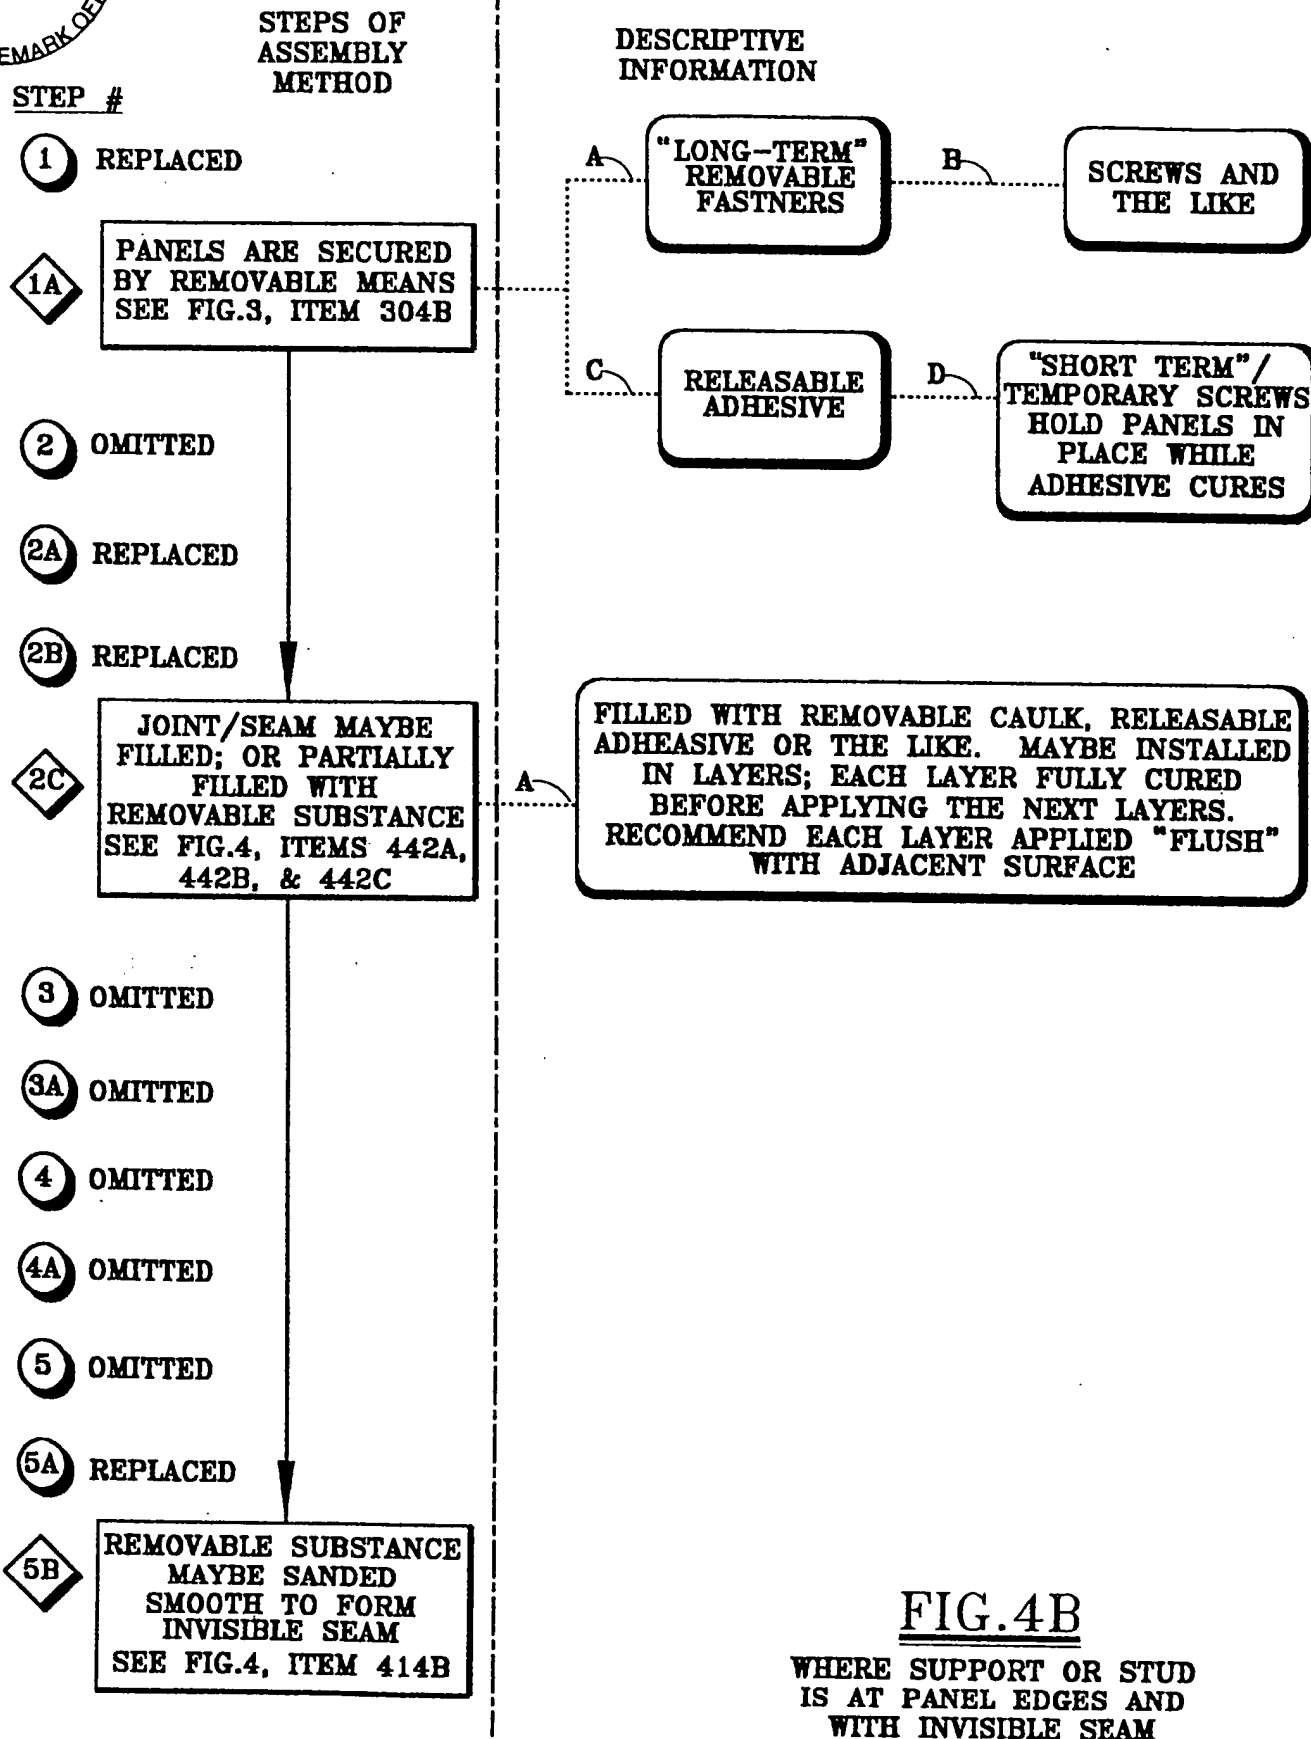 STEPS OF
ASSEMBLY
METHOD
DESCRIPTIVE
INFORMATION
STEP #
1 REPLACED
1A
PANELS ARE SECURED
BY REMOVABLE MEANS
SEE FIG.3, ITEM 304B
A
"LONG-TERM"
REMOVABLE
FASTNERS
B
SCREWS AND
THE LIKE
C
RELEASABLE
ADHESIVE
D
"SHORT TERM"/
TEMPORARY SCREWS
HOLD PANELS IN
PLACE WHILE
ADHESIVE CURES
2 OMITTED
2A REPLACED
2B REPLACED
2C
JOINT/SEAM MAYBE
FILLED; OR PARTIALLY
FILLED WITH
REMOVABLE SUBSTANCE
SEE FIG.4, ITEMS 442A,
442B, & 442C
A
FILLED WITH REMOVABLE CAULK, RELEASABLE
ADHEASIVE OR THE LIKE. MAYBE INSTALLED
IN LAYERS; EACH LAYER FULLY CURED
BEFORE APPLYING THE NEXT LAYERS.
RECOMMEND EACH LAYER APPLIED "FLUSH"
WITH ADJACENT SURFACE
3 OMITTED
3A OMITTED
4 OMITTED
4A OMITTED
5 OMITTED
5A REPLACED
5B
REMOVABLE SUBSTANCE
MAYBE SANDED
SMOOTH TO FORM
INVISIBLE SEAM
SEE FIG.4, ITEM 414B
FIG.4B
WHERE SUPPORT OR STUD
IS AT PANEL EDGES AND
WITH INVISIBLE SEAM